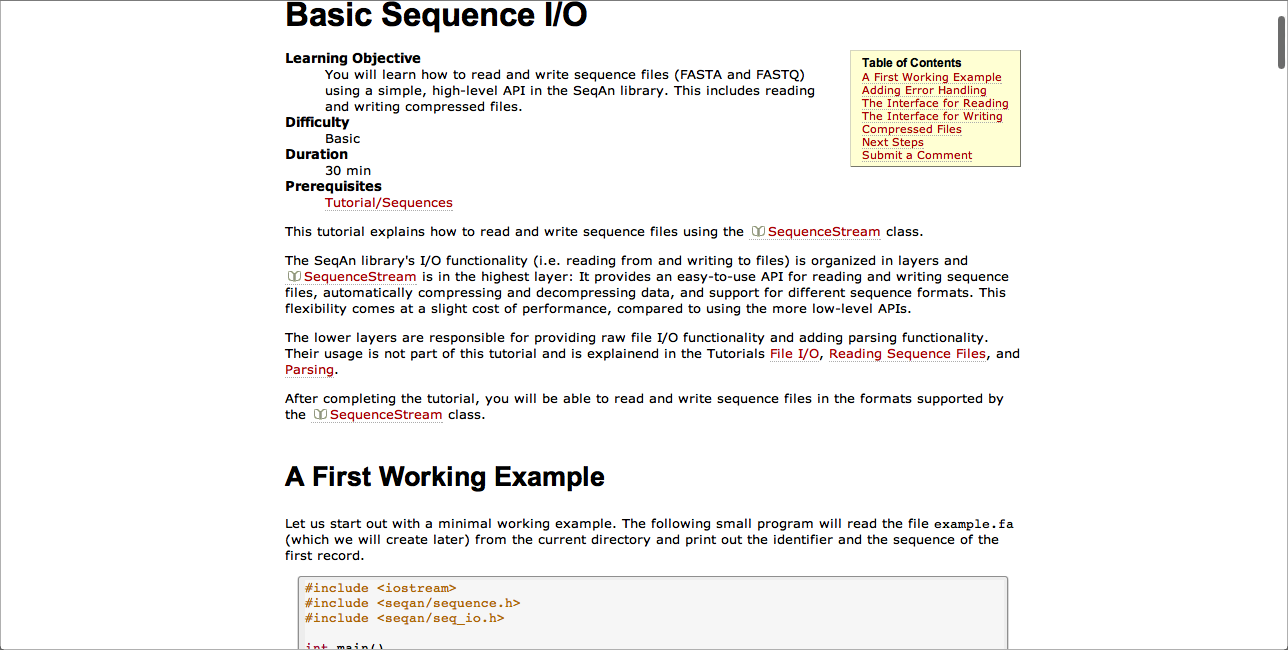 Basic Sequence I/O
Learning Objective
You will learn how to read and write sequence files (FASTA and FASTQ)
using a simple, high-level API in the SeqAn library. This includes reading
and writing compressed files.
Difficulty
Basic
Duration
30 min
Prerequisites
Tutorial/Sequences
Table of Contents
A First Working Example
Adding Error Handling
The Interface for Reading
The Interface for Writing
Compressed Files
Next Steps
Submit a Comment
This tutorial explains how to read and write sequence files using the SequenceStream class.
The SeqAn library's I/O functionality (i.e. reading from and writing to files) is organized in layers and
SequenceStream is in the highest layer: It provides an easy-to-use API for reading and writing sequence
files, automatically compressing and decompressing data, and support for different sequence formats. This
flexibility comes at a slight cost of performance, compared to using the more low-level APIs.
The lower layers are responsible for providing raw file I/O functionality and adding parsing functionality.
Their usage is not part of this tutorial and is explainend in the Tutorials File I/O, Reading Sequence Files, and
Parsing.
After completing the tutorial, you will be able to read and write sequence files in the formats supported by
the SequenceStream class.
A First Working Example
Let us start out with a minimal working example. The following small program will read the file example.fa
(which we will create later) from the current directory and print out the identifier and the sequence of the
first record.
#include <iostream>
#include <seqan/sequence.h>
#include <seqan/seq_io.h>
int main()